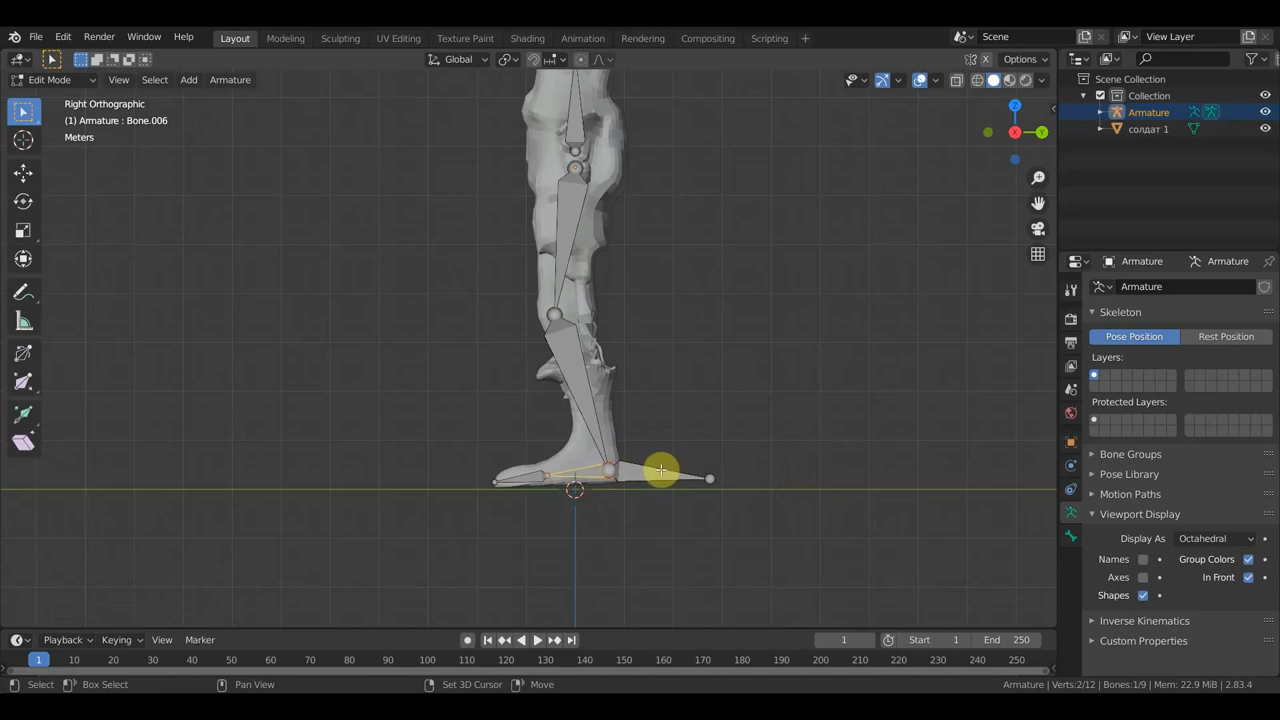 File Edit Render Window Help Layout Modeling Sculpting UV Editing Texture Paint Shading Animation Rendering Compositing Scripting + Scene View Layer
Global Options
Edit Mode View Select Add Armature
Right Orthographic
(1) Armature : Bone.006
Meters
X
Y
Z
Scene Collection
Collection
Armature
солдат 1
Armature Armature
Armature
Skeleton
Pose Position Rest Position
Layers:
Protected Layers:
Bone Groups
Pose Library
Motion Paths
Viewport Display
Display As Octahedral
Names Group Colors
Axes In Front
Shapes
Inverse Kinematics
Custom Properties
Playback Keying View Marker 1 Start 1 End 250
1 10 20 30 40 50 60 70 80 90 100 110 120 130 140 150 160 170 180 190 200 210 220 230 240 250
Select Box Select Pan View Set 3D Cursor Move Armature | Verts:2/12 | Bones:1/9 | Mem: 22.9 MiB | 2.83.4